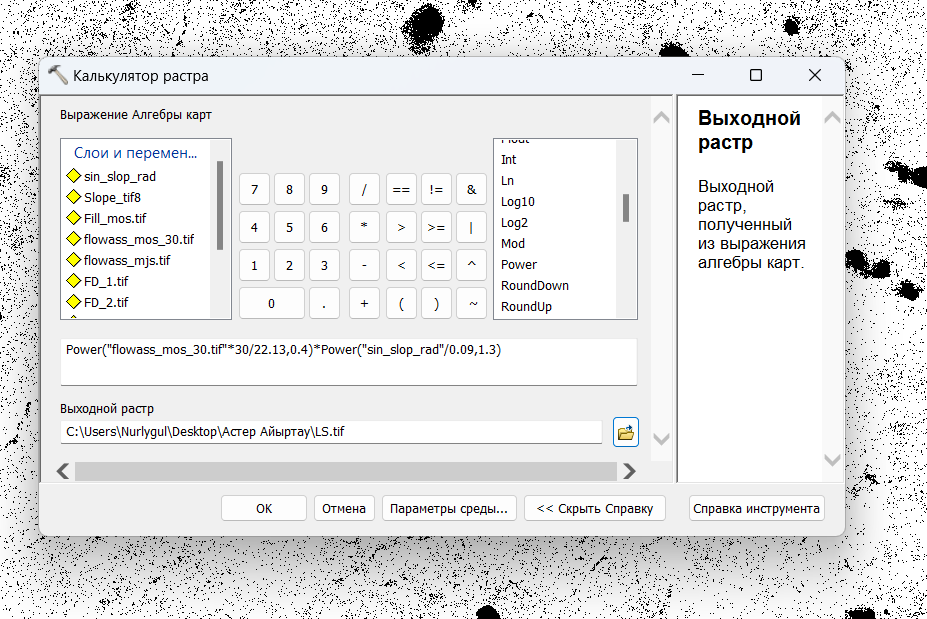 Калькулятор растра
Выражение Алгебры карт
Слои и перемен...
sin_slop_rad
Slope_tif8
Fill_mos.tif
flowass_mos_30.tif
flowass_mjs.tif
FD_1.tif
FD_2.tif
7 8 9 / == != &
4 5 6 * > >= |
1 2 3 - < <= ^
0 . + ( ) ~
Float
Int
Ln
Log10
Log2
Mod
Power
RoundDown
RoundUp
Power("flowass_mos_30.tif"*30/22.13,0.4)*Power("sin_slop_rad"/0.09,1.3)
Выходной растр
C:\Users\Nurlygul\Desktop\Астер Айыртау\LS.tif
OK Отмена Параметры среды... << Скрыть Справку
Выходной
растр
Выходной
растр,
полученный
из выражения
алгебры карт.
Справка инструмента